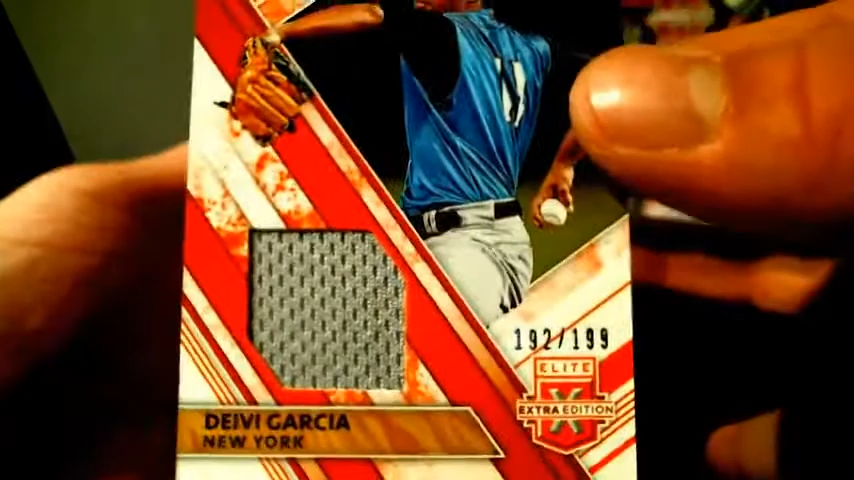 192/199
ELITE
X
EXTRA EDITION
DEIVI GARCIA
NEW YORK